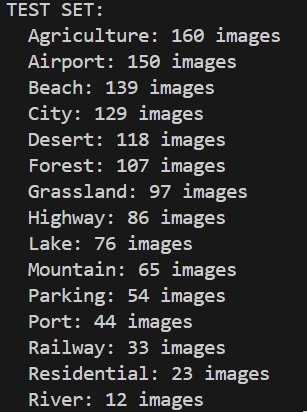 TEST SET:
Agriculture: 160 images
Airport: 150 images
Beach: 139 images
City: 129 images
Desert: 118 images
Forest: 107 images
Grassland: 97 images
Highway: 86 images
Lake: 76 images
Mountain: 65 images
Parking: 54 images
Port: 44 images
Railway: 33 images
Residential: 23 images
River: 12 images